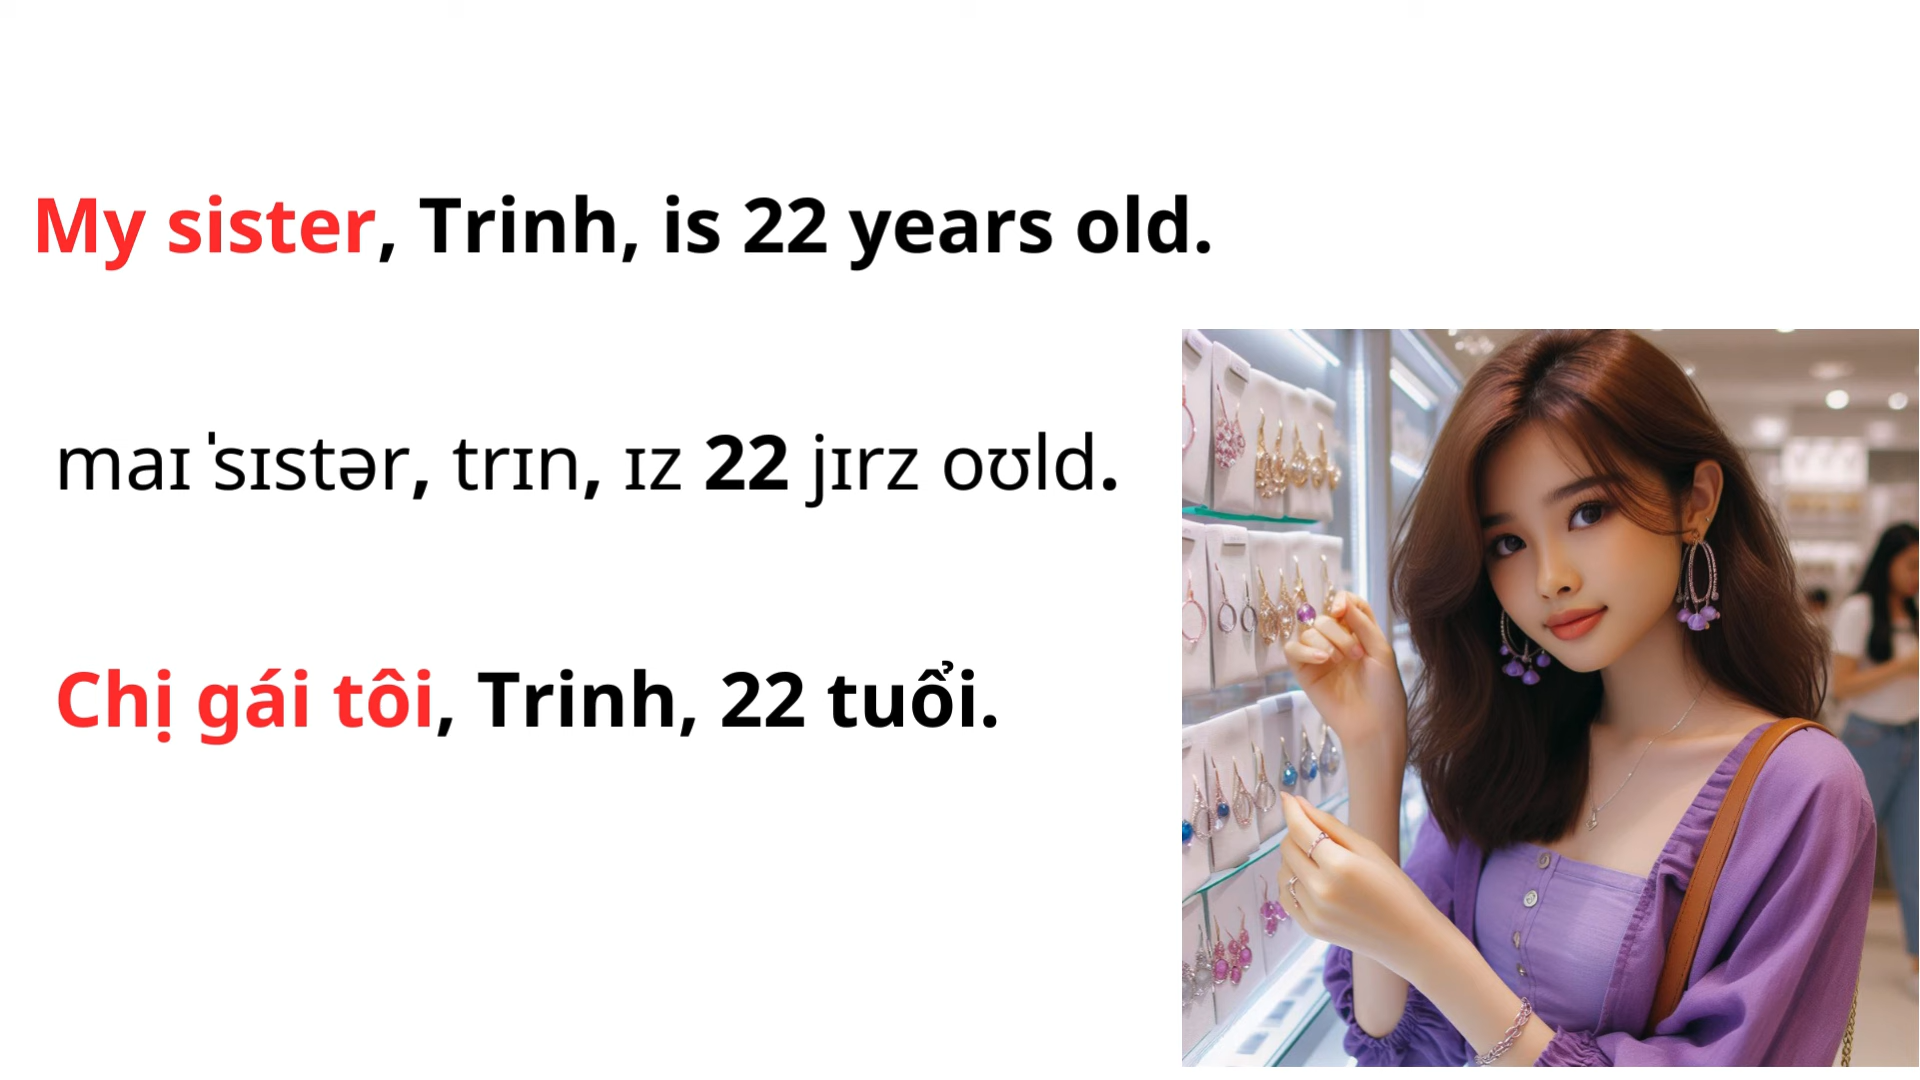 My sister, Trinh, is 22 years old.
maɪ ˈsɪstər, trɪn, ɪz 22 jɪrz oʊld.
Chị gái tôi, Trinh, 22 tuổi.